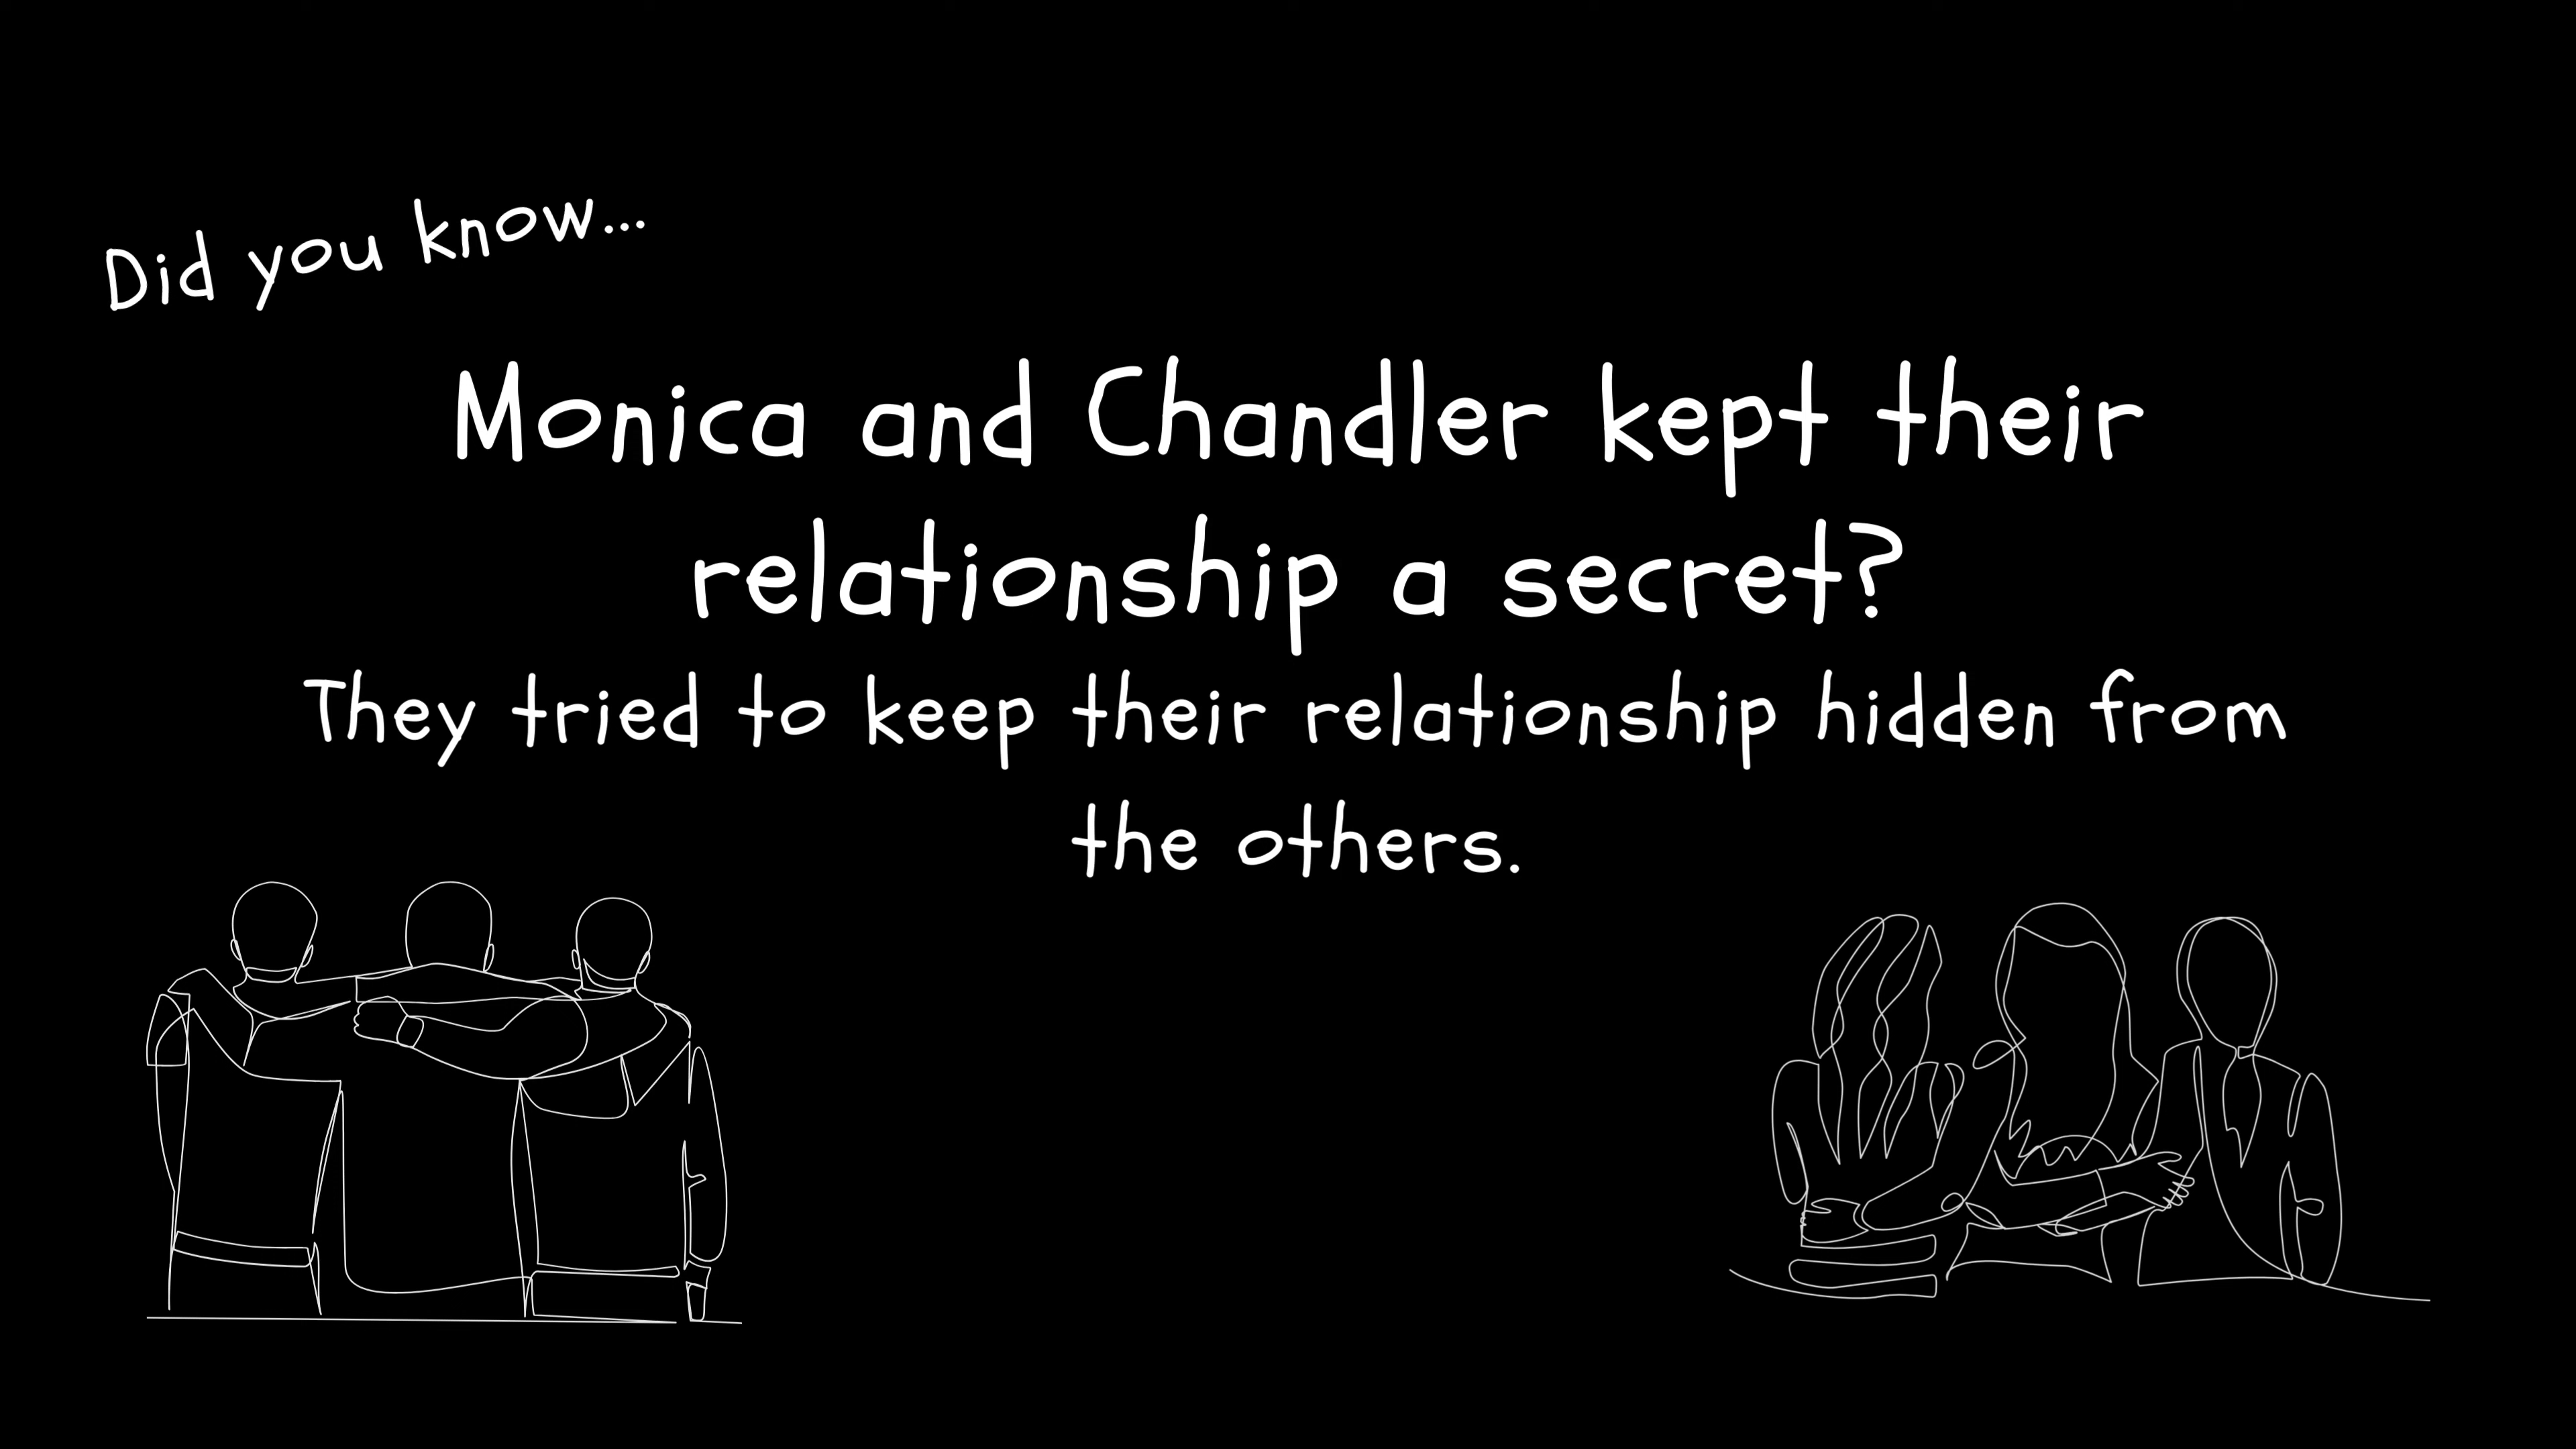 Did you know...
Monica and Chandler kept their
relationship a secret?
They tried to keep their relationship hidden from
the others.